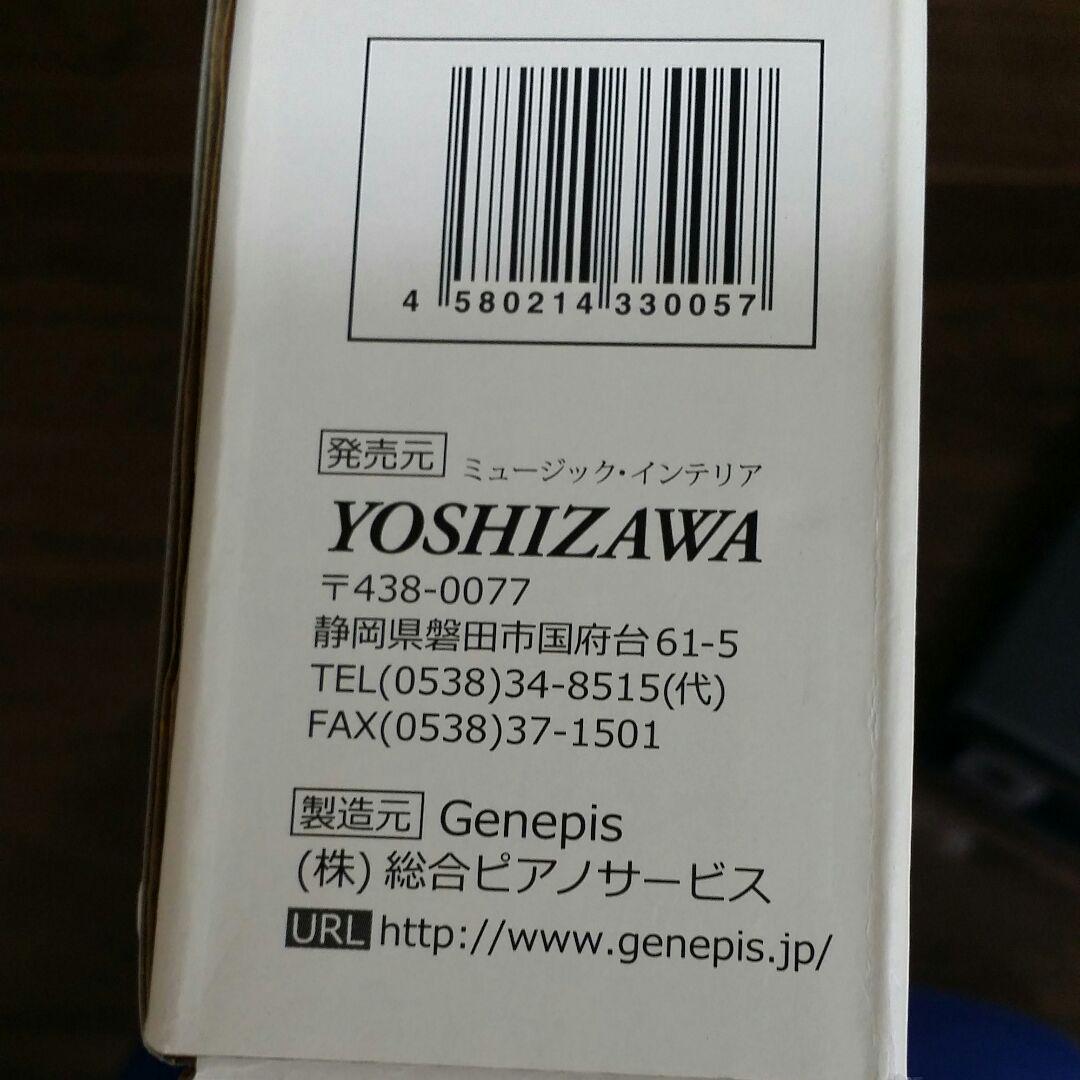 4 580214 330057
発売元 ミュージック・インテリア
YOSHIZAWA
〒438-0077
静岡県磐田市国府台61-5
TEL(0538)34-8515(代)
FAX(0538)37-1501
製造元 Genepis
(株)総合ピアノサービス
URL http://www.genepis.jp/